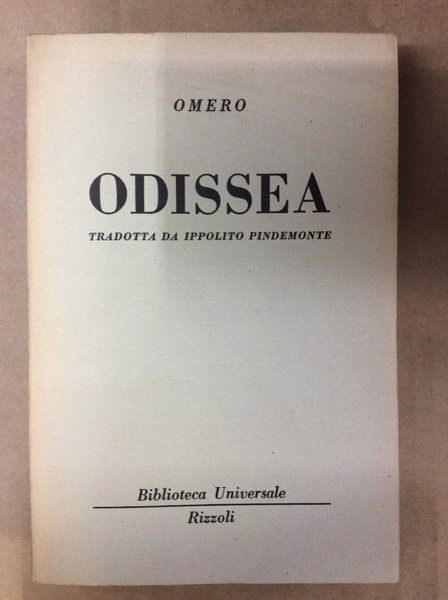 OMERO
ODISSEA
TRADOTTA DA IPPOLITO PINDEMONTE
Biblioteca Universale
Rizzoli